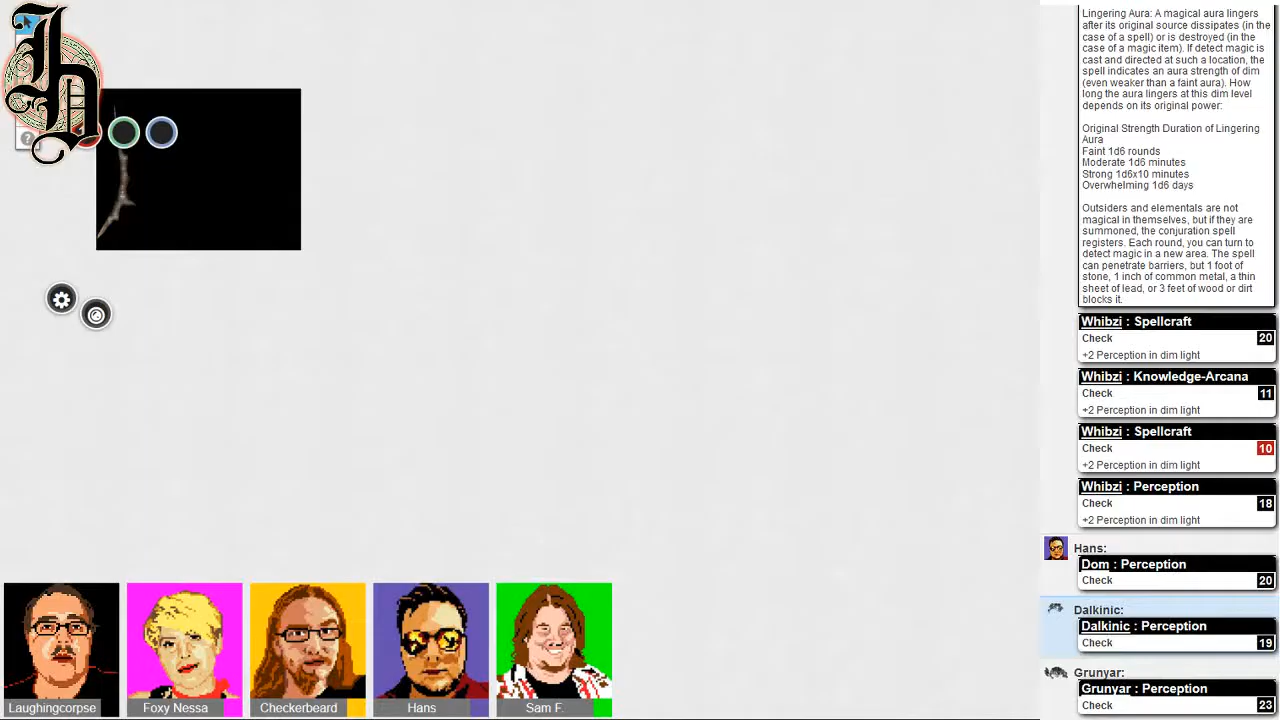 Lingering Aura: A magical aura lingers
after its original source dissipates (in the
case of a spell) or is destroyed (in the
case of a magic item). If detect magic is
cast and directed at such a location, the
spell indicates an aura strength of dim
(even weaker than a faint aura). How
long the aura lingers at this dim level
depends on its original power:
Original Strength Duration of Lingering
Aura
Faint 1d6 rounds
Moderate 1d6 minutes
Strong 1d6x10 minutes
Overwhelming 1d6 days
Outsiders and elementals are not
magical in themselves, but if they are
summoned, the conjuration spell
registers. Each round, you can turn to
detect magic in a new area. The spell
can penetrate barriers, but 1 foot of
stone, 1 inch of common metal, a thin
sheet of lead, or 3 feet of wood or dirt
blocks it.
Whibzi : Spellcraft
Check 20
+2 Perception in dim light
Whibzi : Knowledge-Arcana
Check 11
+2 Perception in dim light
Whibzi : Spellcraft
Check 10
+2 Perception in dim light
Whibzi : Perception
Check 18
+2 Perception in dim light
Hans:
Dom : Perception
Check 20
Dalkinic:
Dalkinic : Perception
Check 19
Grunyar:
Grunyar : Perception
Check 23
?
Laughingcorpse
Foxy Nessa
Checkerbeard
Hans
Sam F.